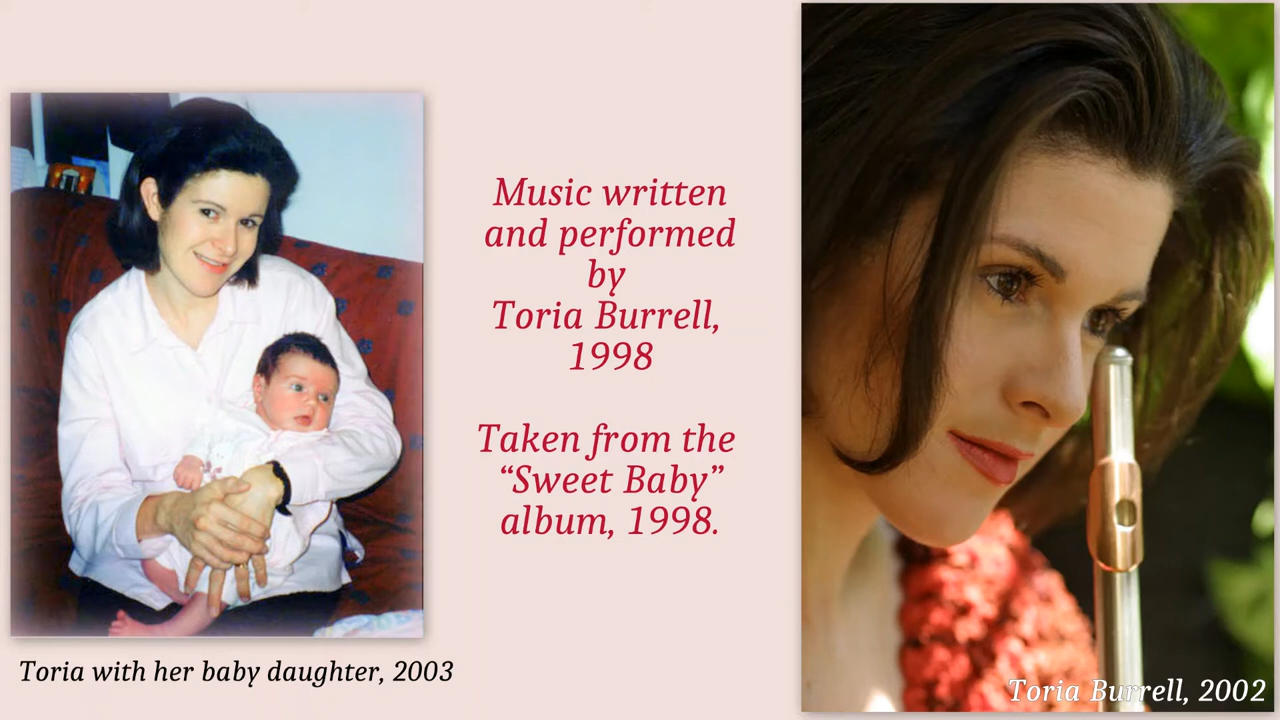 Music written
and performed
by
Toria Burrell,
1998
Taken from the
“Sweet Baby”
album, 1998.
Toria with her baby daughter, 2003
Toria Burrell, 2002